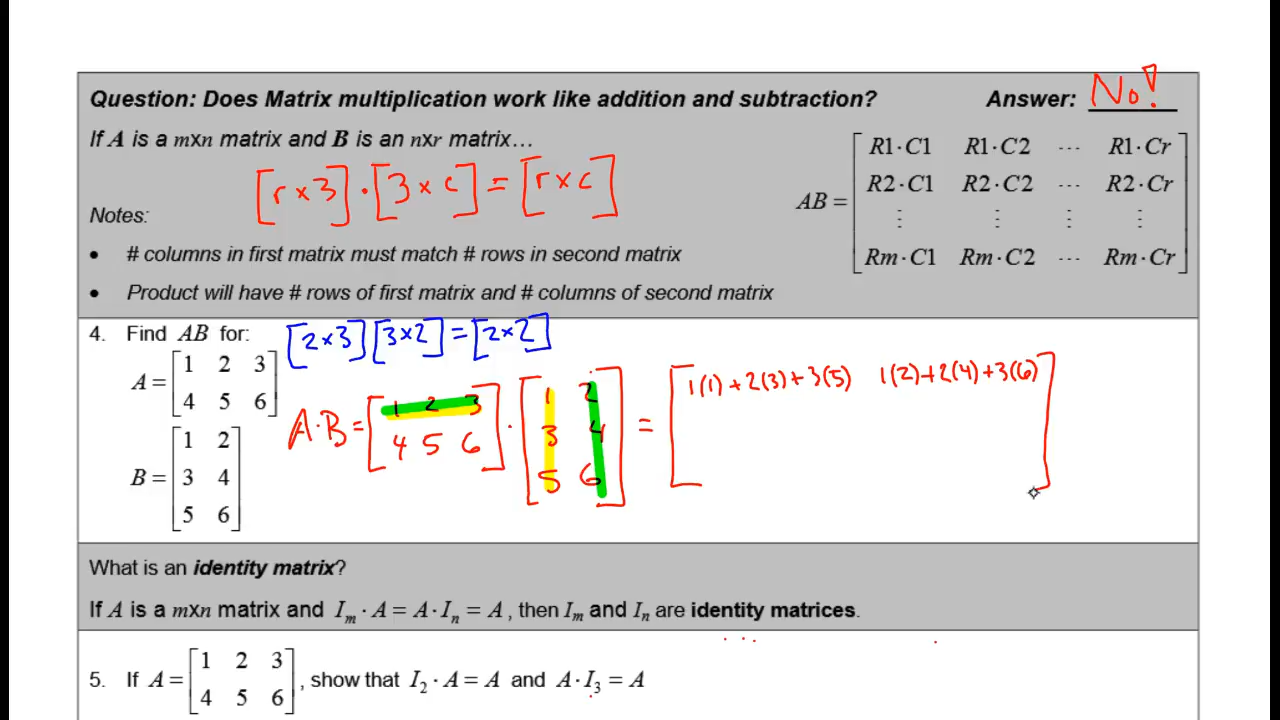 Question: Does Matrix multiplication work like addition and subtraction? Answer: No!
If A is a mxn matrix and B is an nxr matrix…
[r × 3] · [3 × c] = [r × c]
AB =
R1·C1 R1·C2 ⋯ R1·Cr
R2·C1 R2·C2 ⋯ R2·Cr
⋮ ⋮ ⋮ ⋮
Rm·C1 Rm·C2 ⋯ Rm·Cr
Notes:
• # columns in first matrix must match # rows in second matrix
• Product will have # rows of first matrix and # columns of second matrix
4. Find AB for: [2×3][3×2]=[2×2]
A =
1 2 3
4 5 6
B =
1 2
3 4
5 6
A·B =
1 2 3
4 5 6
·
1 2
3 4
5 6
=
1(1)+2(3)+3(5) 1(2)+2(4)+3(6)
What is an identity matrix?
If A is a mxn matrix and Iₘ · A = A · Iₙ = A, then Iₘ and Iₙ are identity matrices.
5. If A =
1 2 3
4 5 6
, show that I₂ · A = A and A · I₃ = A